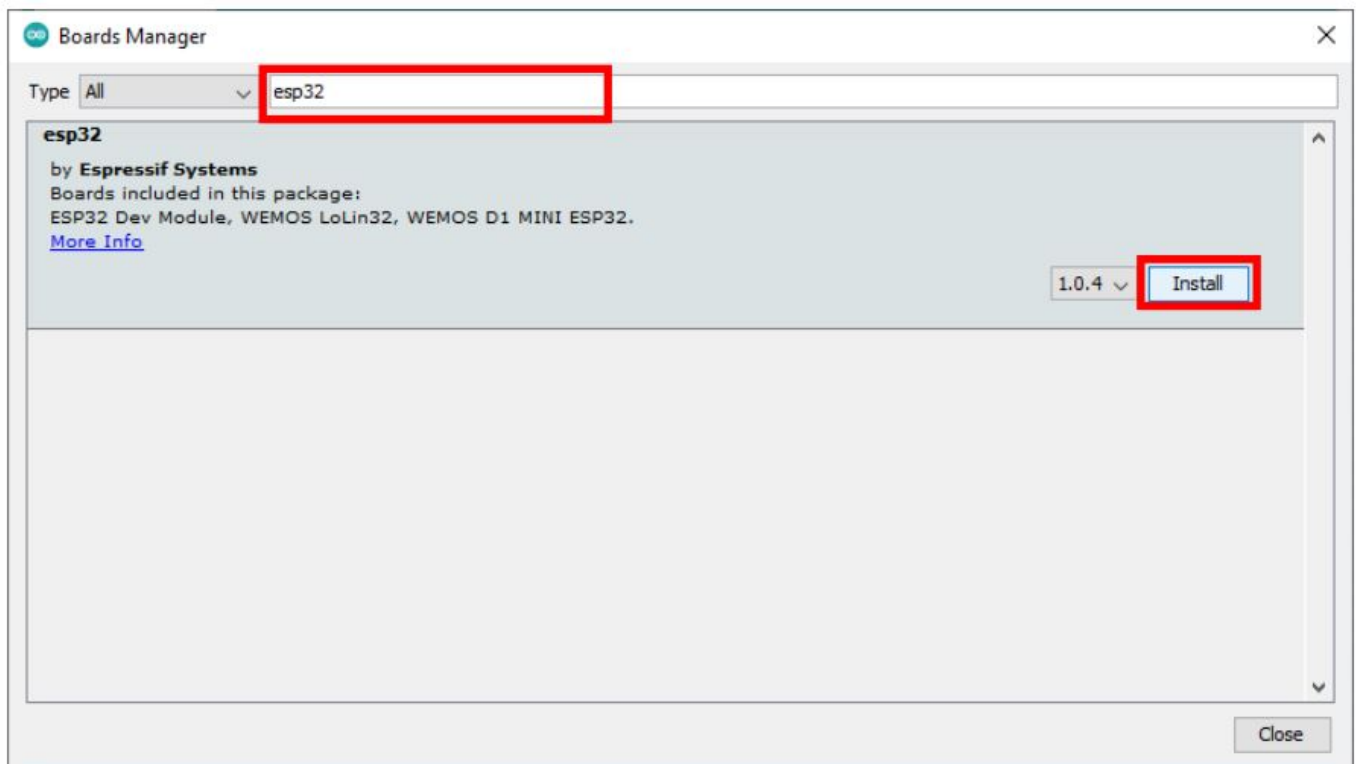 Boards Manager
Type All esp32
esp32
by Espressif Systems
Boards included in this package:
ESP32 Dev Module, WEMOS LoLin32, WEMOS D1 MINI ESP32.
More Info
1.0.4 Install
Close